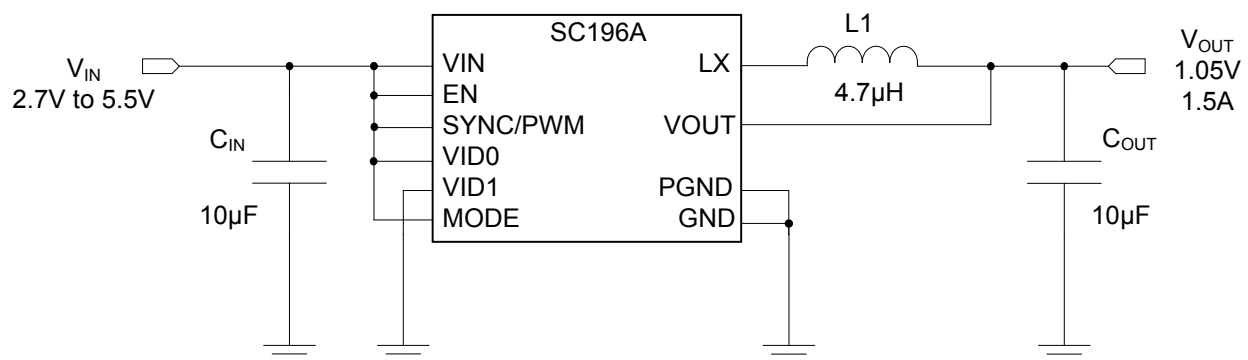 SC196A
L1
4.7µH
V_IN
2.7V to 5.5V
V_OUT
1.05V
1.5A
VIN
EN
SYNC/PWM
VID0
VID1
MODE
LX
VOUT
PGND
GND
C_IN
10µF
C_OUT
10µF